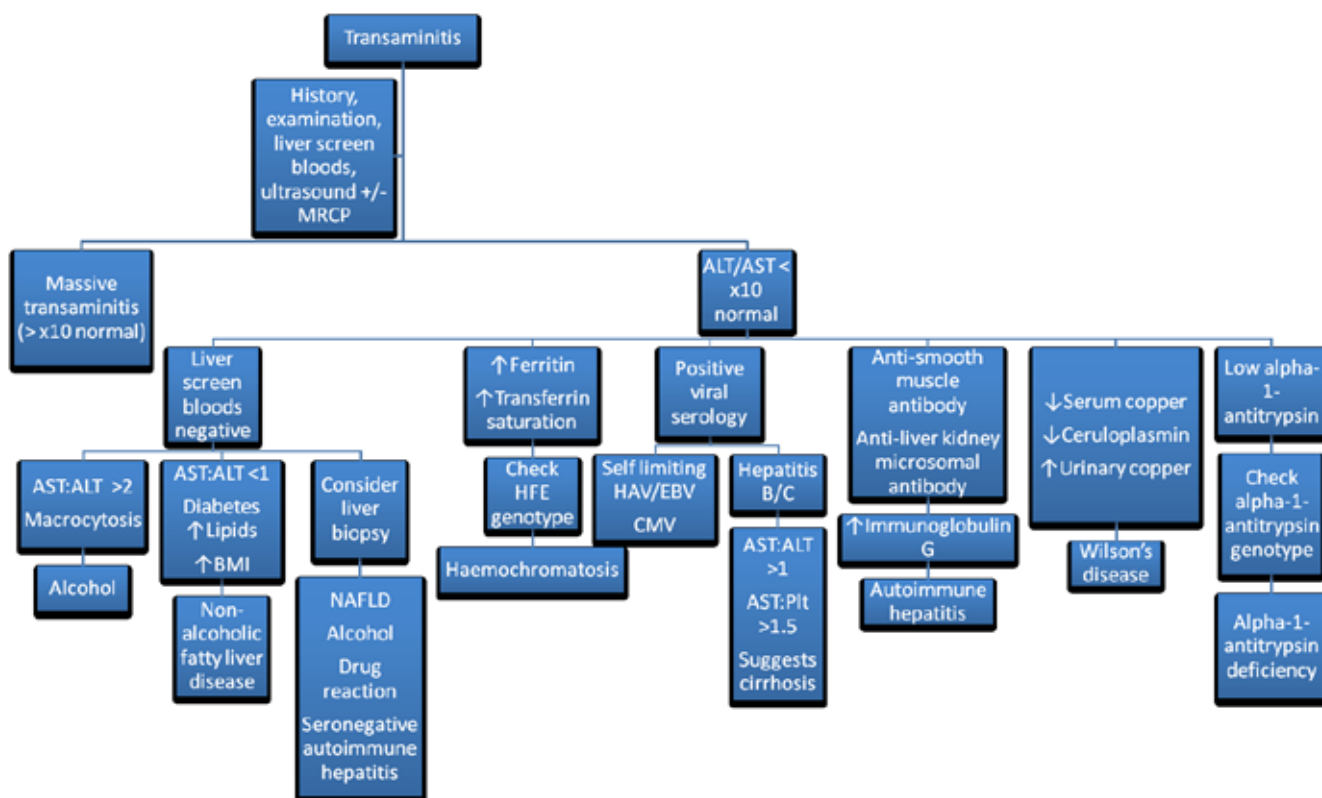 Transaminitis
History,
examination,
liver screen
bloods,
ultrasound +/-
MRCP
Massive
transaminitis
(> x10 normal)
ALT/AST <
x10
normal
Liver
screen
bloods
negative
↑Ferritin
↑Transferrin
saturation
Positive
viral
serology
Anti-smooth
muscle
antibody
Anti-liver kidney
microsomal
antibody
↓Serum copper
↓Ceruloplasmin
↑Urinary copper
Low alpha-
1-
antitrypsin
AST:ALT >2
Macrocytosis
AST:ALT <1
Diabetes
↑Lipids
↑BMI
Consider
liver
biopsy
Check
HFE
genotype
Self limiting
HAV/EBV
CMV
Hepatitis
B/C
↑Immunoglobulin
G
Wilson's
disease
Check
alpha-1-
antitrypsin
genotype
Alcohol
Non-
alcoholic
fatty liver
disease
NAFLD
Alcohol
Drug
reaction
Seronegative
autoimmune
hepatitis
Haemochromatosis
AST:ALT
>1
AST:Plt
>1.5
Suggests
cirrhosis
Autoimmune
hepatitis
Alpha-1-
antitrypsin
deficiency